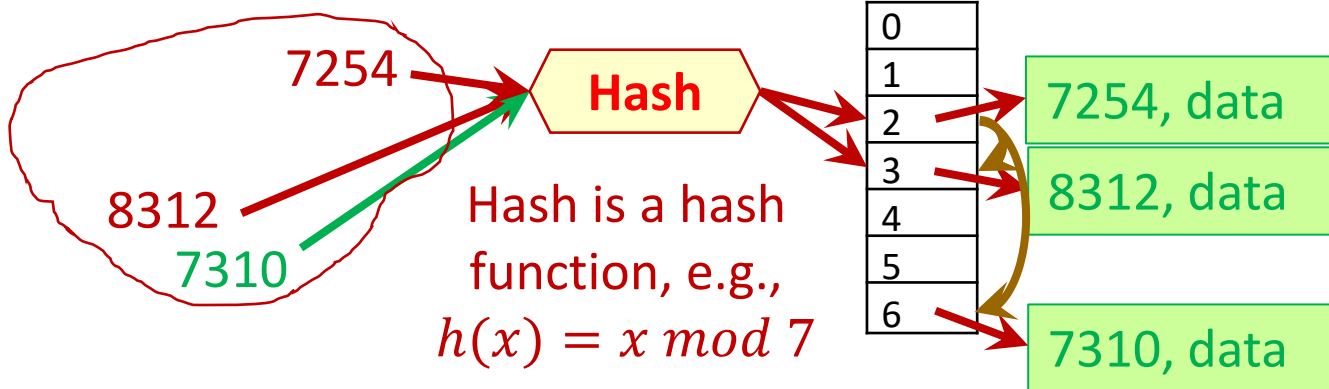 7254
8312
7310
Hash
Hash is a hash
function, e.g.,
h(x) = x mod 7
0
1
2
3
4
5
6
7254, data
8312, data
7310, data